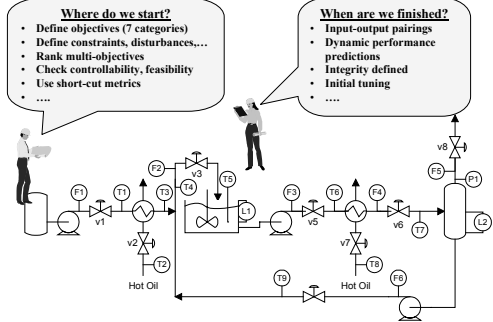 Where do we start?
• Define objectives (7 categories)
• Define constraints, disturbances,…
• Rank multi-objectives
• Check controllability, feasibility
• Use short-cut metrics
• ….
When are we finished?
• Input-output pairings
• Dynamic performance
predictions
• Integrity defined
• Initial tuning
• ….
v8
F5
P1
F2
v3
T4
T5
F1
T1
T3
L1
F3
T6
F4
L2
v1
v5
v6
T7
v2
v7
T2
T8
Hot Oil
Hot Oil
T9
F6